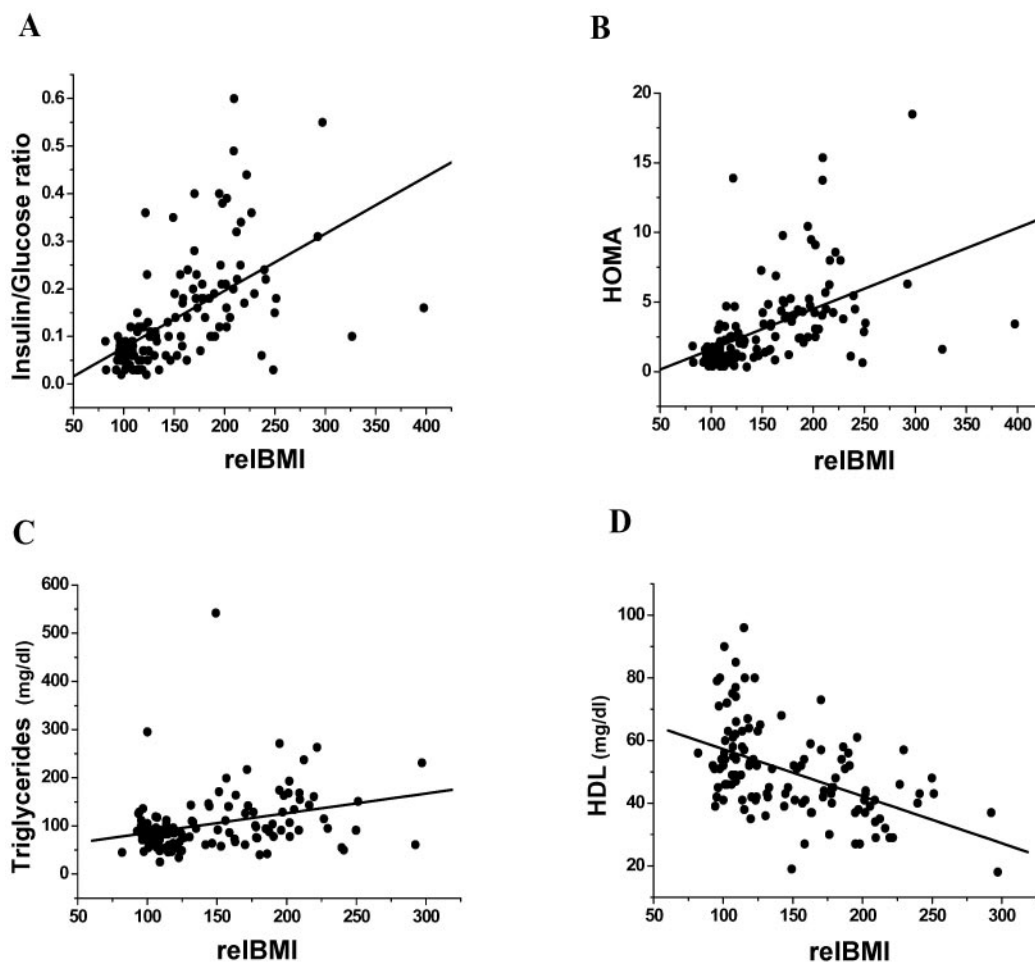 A
Insulin/Glucose ratio
0.6
0.5
0.4
0.3
0.2
0.1
0.0
50 100 150 200 250 300 350 400
relBMI
B
HOMA
20
15
10
5
0
50 100 150 200 250 300 350 400
relBMI
C
Triglycerides (mg/dl)
600
500
400
300
200
100
0
50 100 150 200 250 300
relBMI
D
HDL (mg/dl)
100
80
60
40
20
50 100 150 200 250 300
relBMI